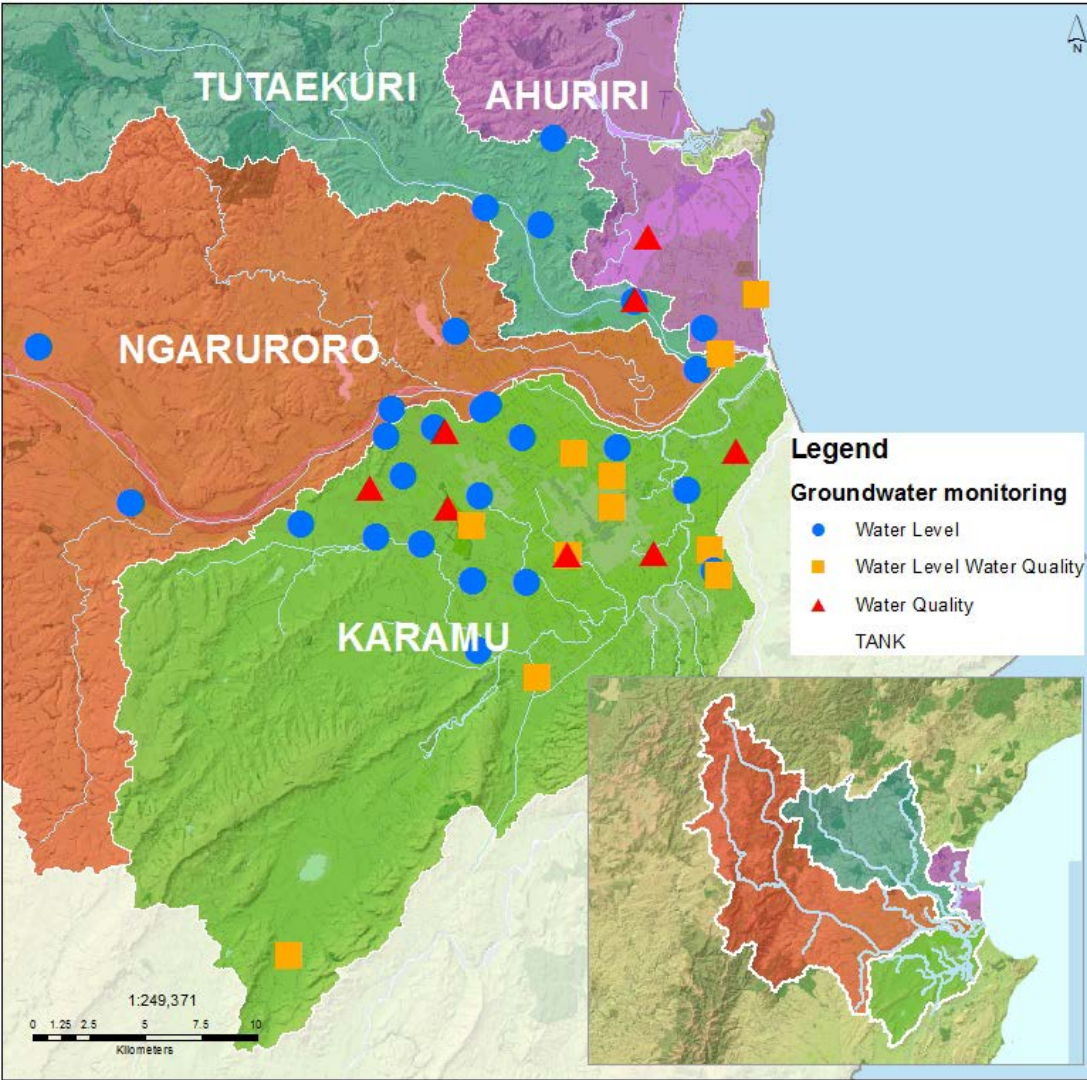 N
TUTAEKURI
AHURIRI
NGARURORO
KARAMU
Legend
Groundwater monitoring
Water Level
Water Level Water Quality
Water Quality
TANK
1:249,371
0 1.25 2.5 5 7.5 10
Kilometers